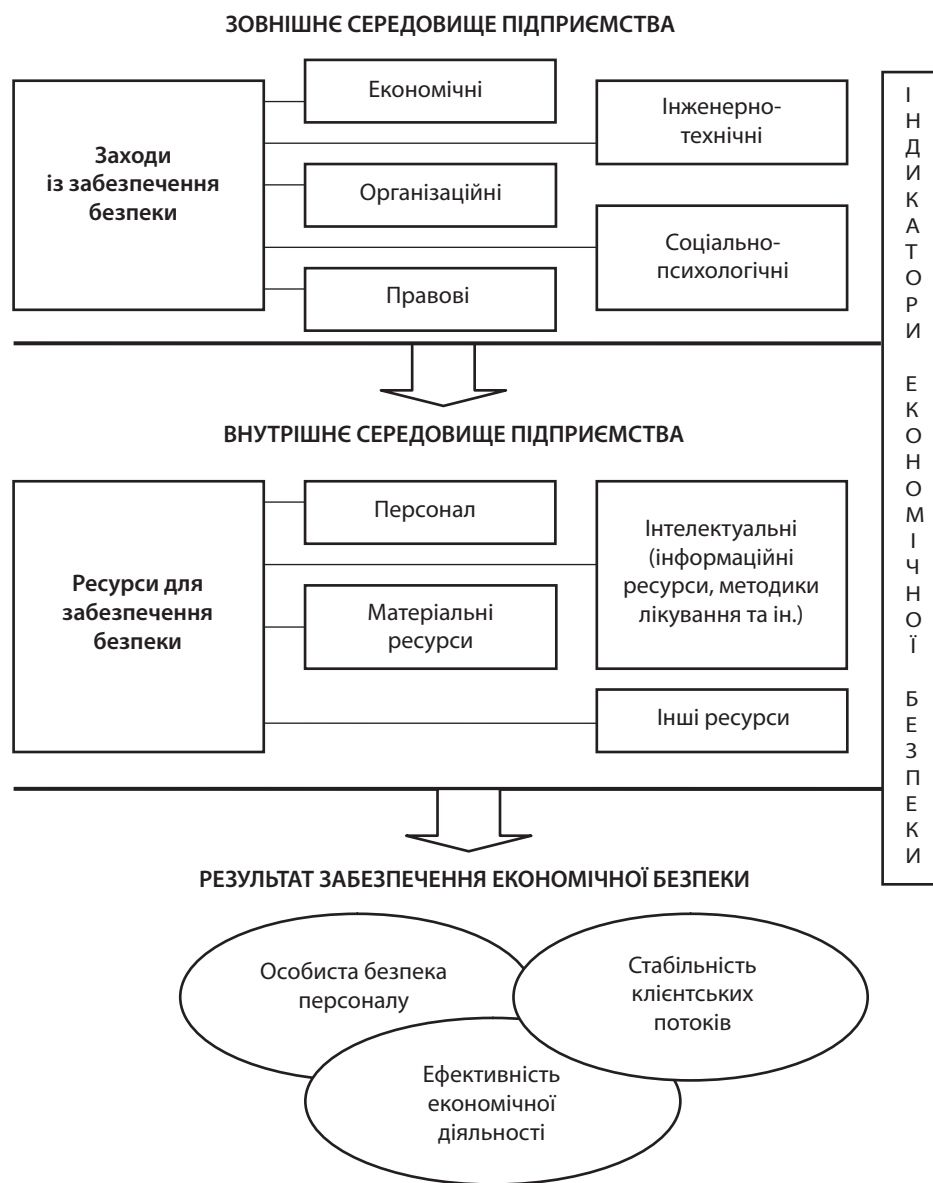 ЗОВНІШНЄ СЕРЕДОВИЩЕ ПІДПРИЄМСТВА
Заходи
із забезпечення
безпеки
Економічні
Інженерно-
технічні
Організаційні
Соціально-
психологічні
Правові
ВНУТРІШНЄ СЕРЕДОВИЩЕ ПІДПРИЄМСТВА
Ресурси для
забезпечення
безпеки
Персонал
Інтелектуальні
(інформаційні
ресурси, методики
лікування та ін.)
Матеріальні
ресурси
Інші ресурси
ІНДИКАТОРИ ЕКОНОМІЧНОЇ БЕЗПЕКИ
РЕЗУЛЬТАТ ЗАБЕЗПЕЧЕННЯ ЕКОНОМІЧНОЇ БЕЗПЕКИ
Особиста безпека
персоналу
Стабільність
клієнтських
потоків
Ефективність
економічної
діяльності